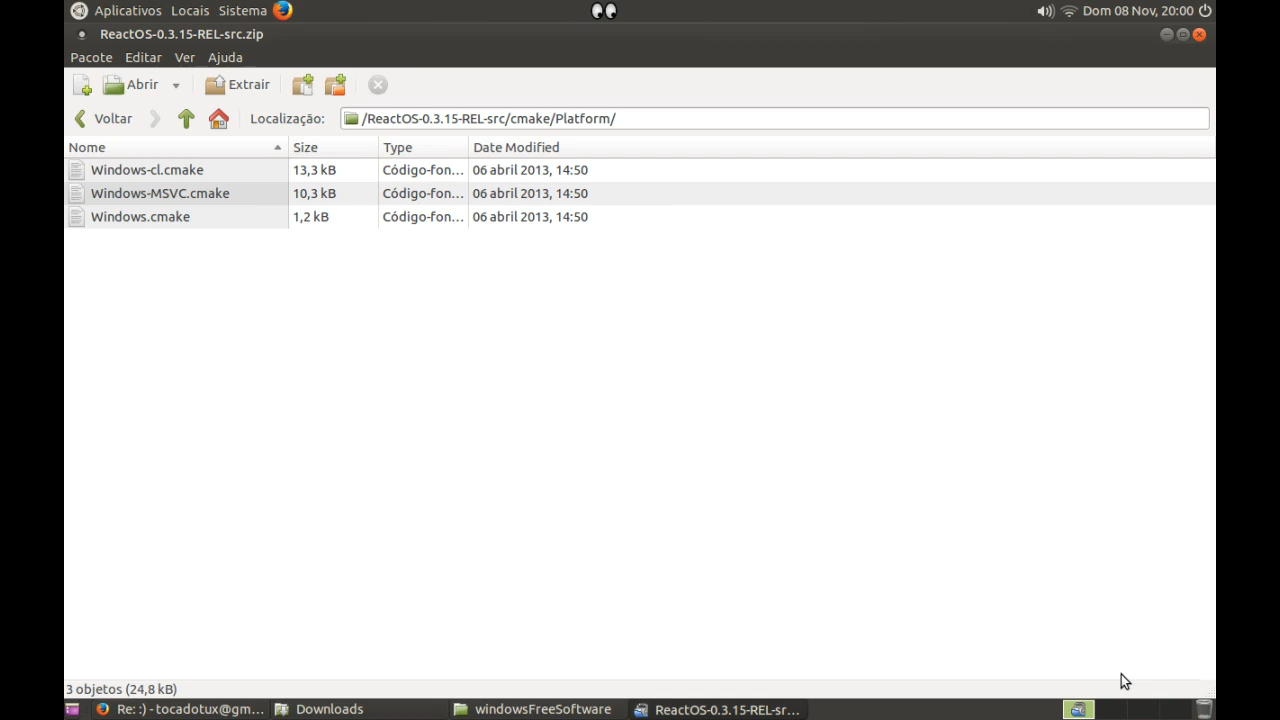 Aplicativos Locais Sistema Dom 08 Nov, 20:00
ReactOS-0.3.15-REL-src.zip
Pacote Editar Ver Ajuda
Abrir Extrair
Voltar Localização: /ReactOS-0.3.15-REL-src/cmake/Platform/
Nome Size Type Date Modified
Windows-cl.cmake 13,3 kB Código-fon... 06 abril 2013, 14:50
Windows-MSVC.cmake 10,3 kB Código-fon... 06 abril 2013, 14:50
Windows.cmake 1,2 kB Código-fon... 06 abril 2013, 14:50
3 objetos (24,8 kB)
Re: :) - tocadotux@gm... Downloads windowsFreeSoftware ReactOS-0.3.15-REL-sr...